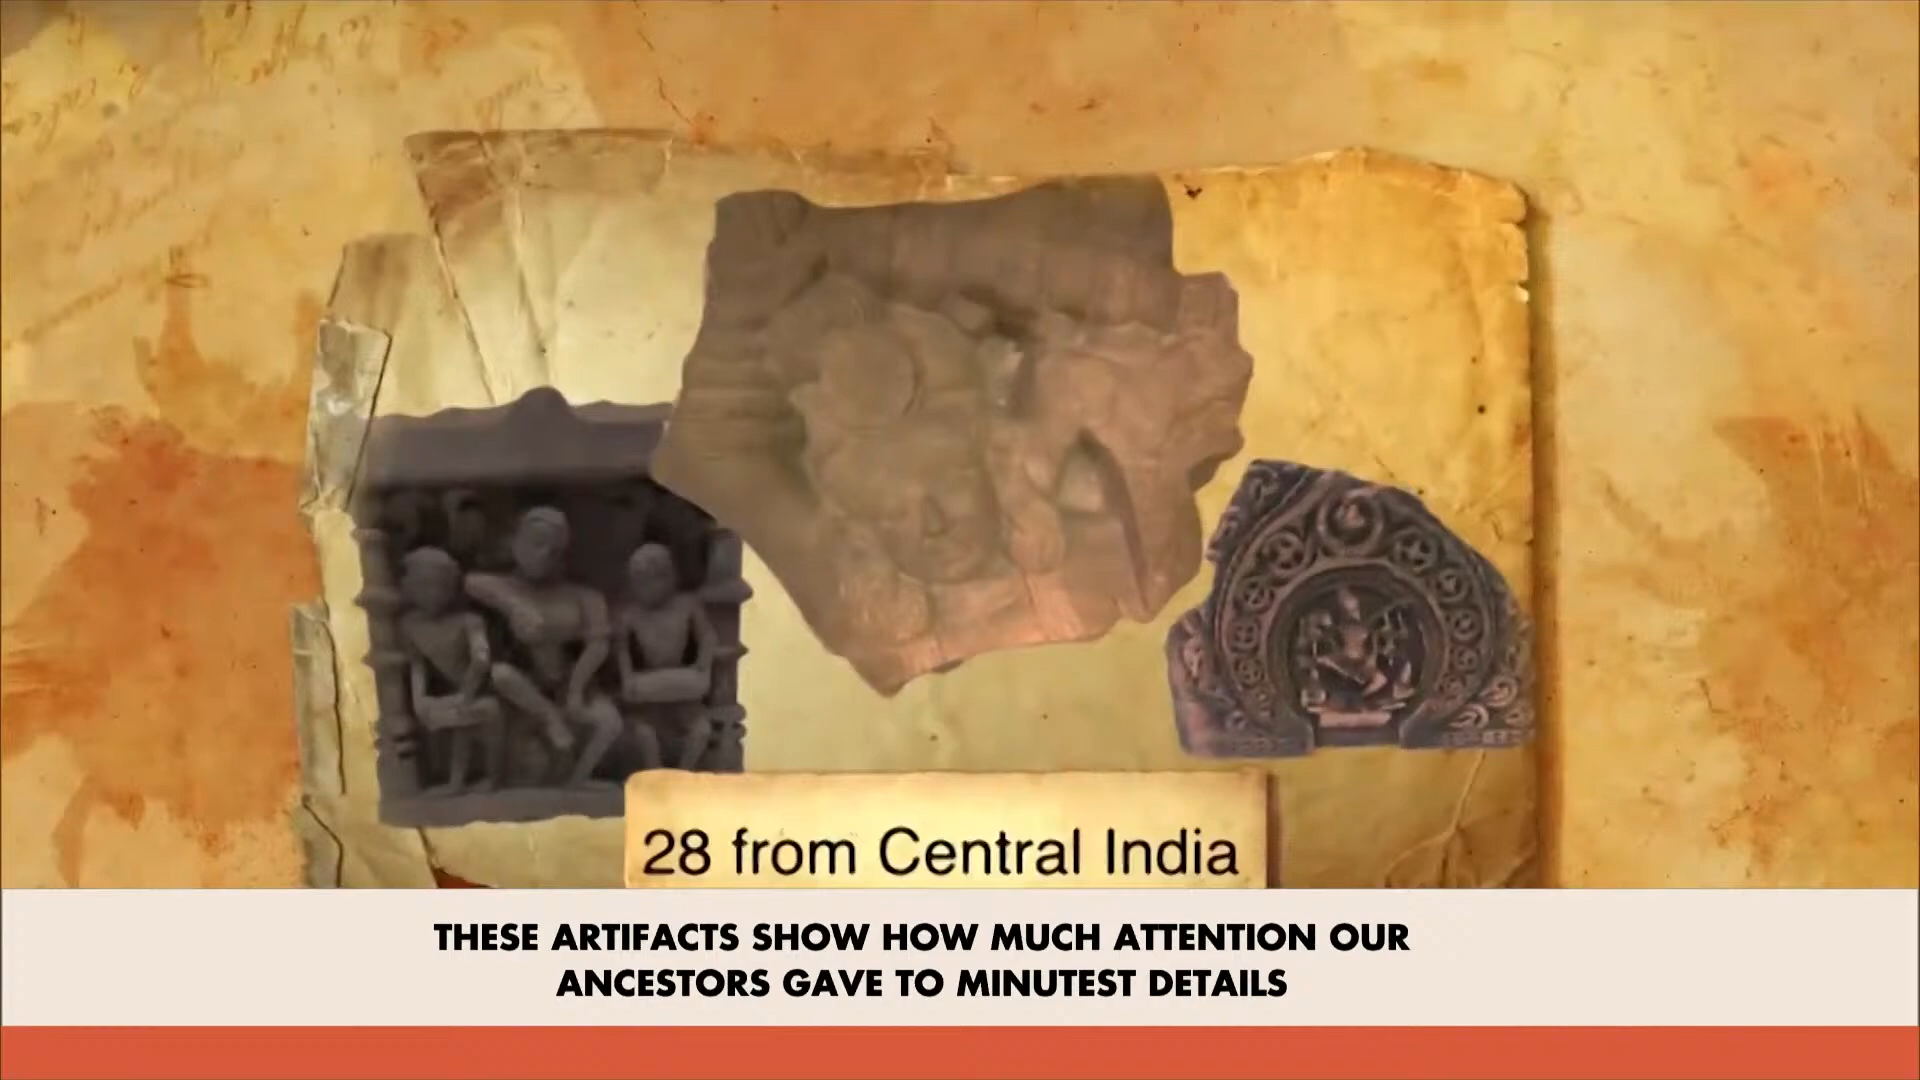 28 from Central India
THESE ARTIFACTS SHOW HOW MUCH ATTENTION OUR
ANCESTORS GAVE TO MINUTEST DETAILS